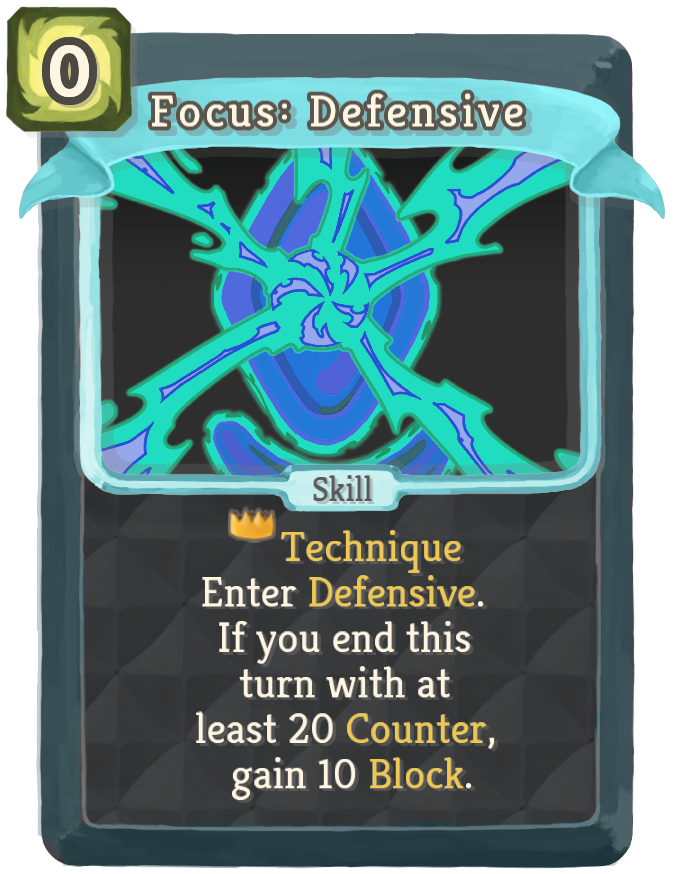 0
Focus: Defensive
Skill
Technique
Enter Defensive.
If you end this
turn with at
least 20 Counter,
gain 10 Block.